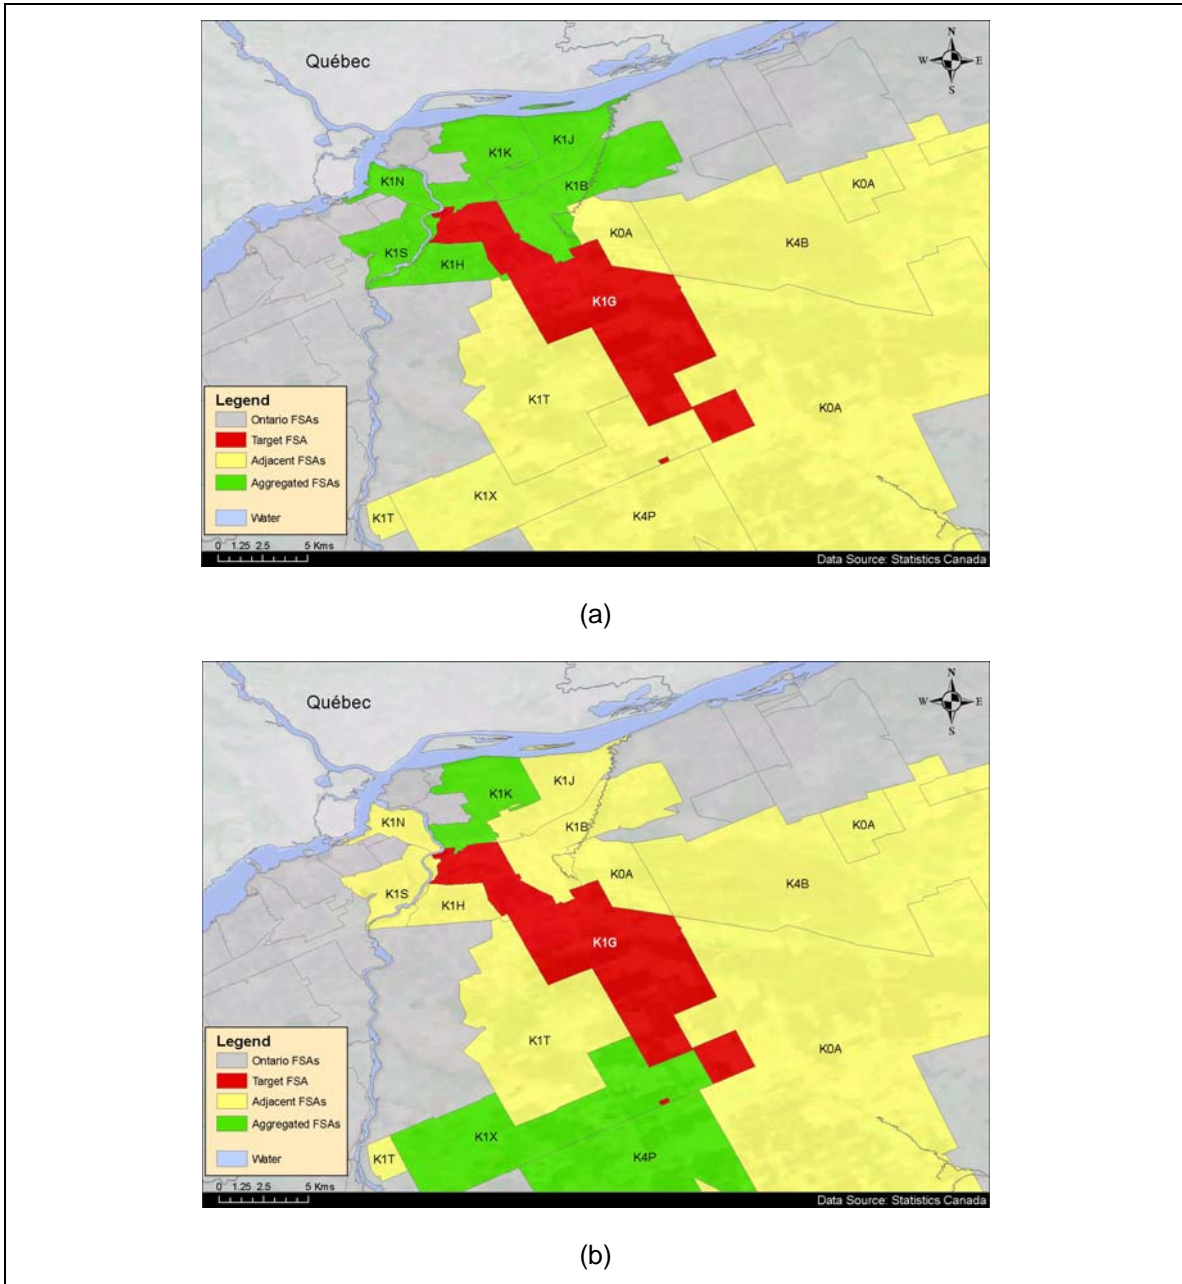 Québec
N
W E
S
K1J
K1K
K1N
K1B
K0A
K1S
K0A
K4B
K1H
K1G
K1T
K0A
Legend
Ontario FSAs
Target FSA
Adjacent FSAs
Aggregated FSAs
Water
K1X
K4P
K1T
0 1.25 2.5 5 Kms
Data Source: Statistics Canada
(a)
Québec
N
W E
S
K1J
K1K
K1N
K1B
K0A
K0A
K4B
K1S
K1H
K1G
K1T
K0A
Legend
Ontario FSAs
Target FSA
Adjacent FSAs
Aggregated FSAs
Water
K1X
K4P
K1T
0 1.25 2.5 5 Kms
Data Source: Statistics Canada
(b)